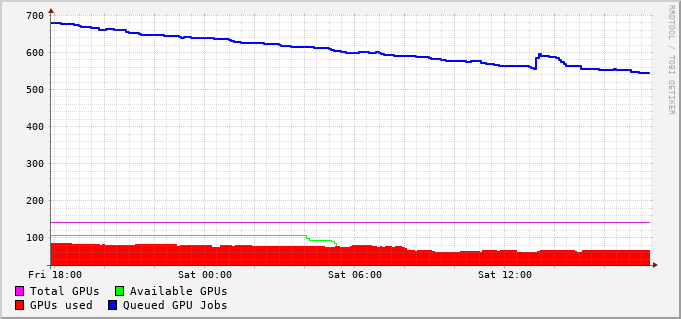 700
600
500
400
300
200
100
Fri 18:00 Sat 00:00 Sat 06:00 Sat 12:00
Total GPUs Available GPUs
GPUs used Queued GPU Jobs
RRDTOOL / TOBI OETIKER